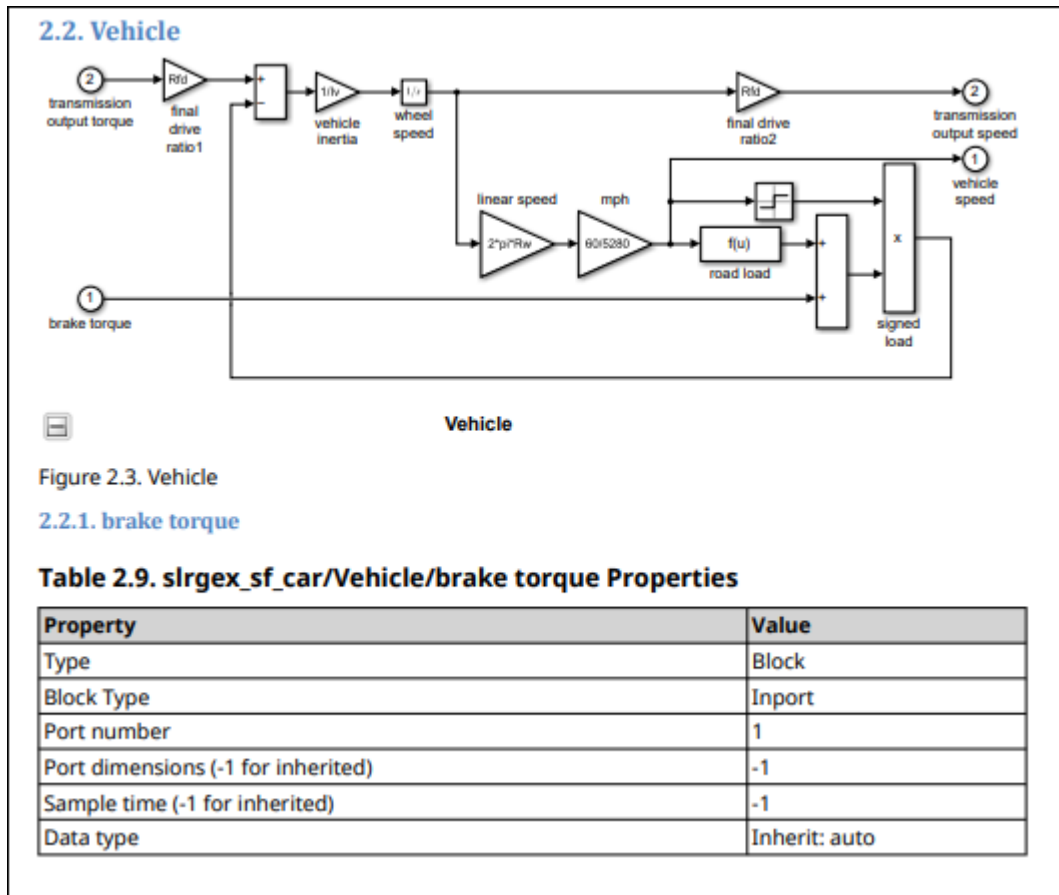 2.2. Vehicle
2
transmission
output torque
Rfd
final
drive
ratio1
+
−
1/Iv
vehicle
inertia
wheel
speed
Rfd
final drive
ratio2
2
transmission
output speed
1
vehicle
speed
linear speed
2*pi*Rw
mph
60/5280
f(u)
road load
+
+
x
signed
load
1
brake torque
Vehicle
Figure 2.3. Vehicle
2.2.1. brake torque
Table 2.9. slrgex_sf_car/Vehicle/brake torque Properties
Property Value
Type Block
Block Type Inport
Port number 1
Port dimensions (-1 for inherited) -1
Sample time (-1 for inherited) -1
Data type Inherit: auto